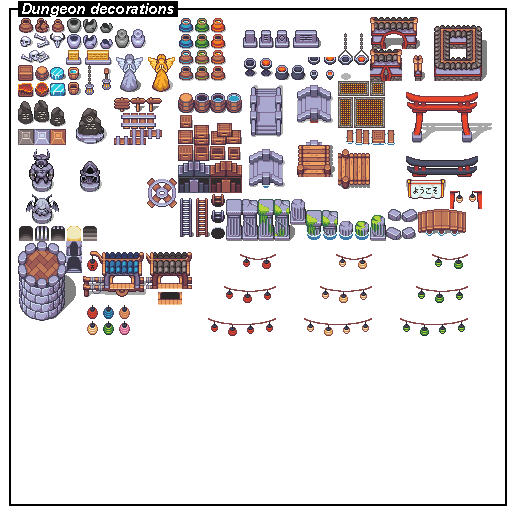 Dungeon decorations
ようこそ